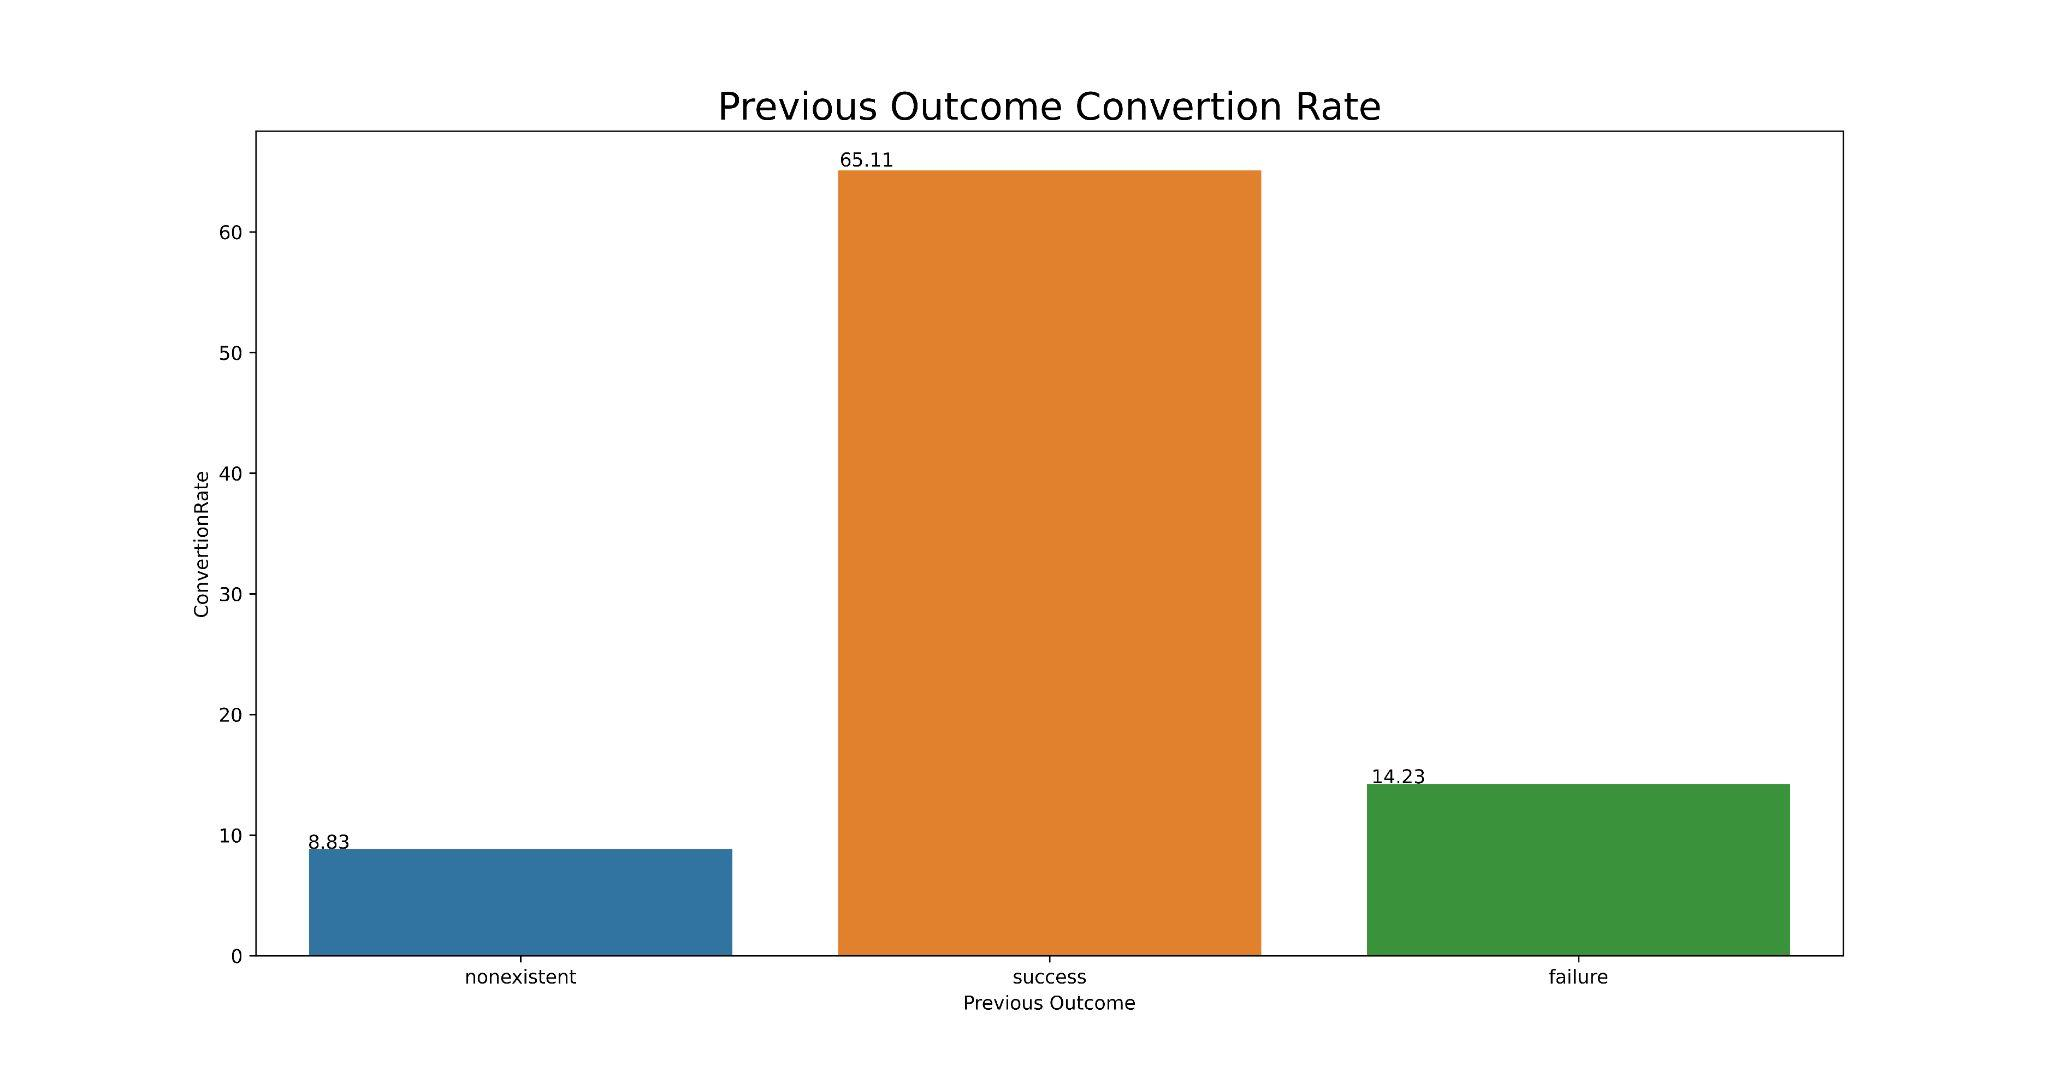 Previous Outcome Convertion Rate
65.11
60
50
40
30
20
14.23
10
8.83
0
ConvertionRate
nonexistent
success
failure
Previous Outcome